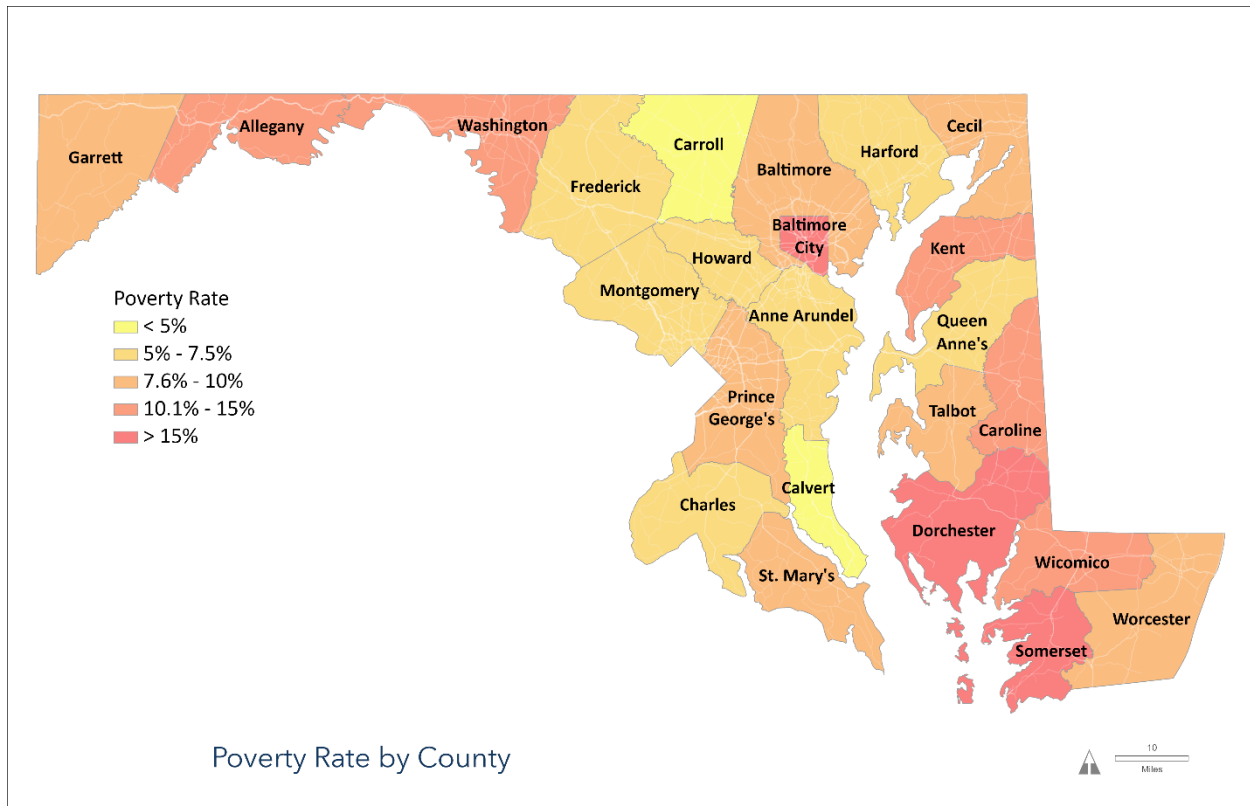 Garrett
Allegany
Washington
Frederick
Carroll
Baltimore
Harford
Cecil
Baltimore
City
Howard
Montgomery
Kent
Anne Arundel
Queen
Anne's
Poverty Rate
< 5%
5% - 7.5%
7.6% - 10%
10.1% - 15%
> 15%
Prince
George's
Talbot
Caroline
Calvert
Charles
Dorchester
St. Mary's
Wicomico
Worcester
Somerset
Poverty Rate by County
10
Miles